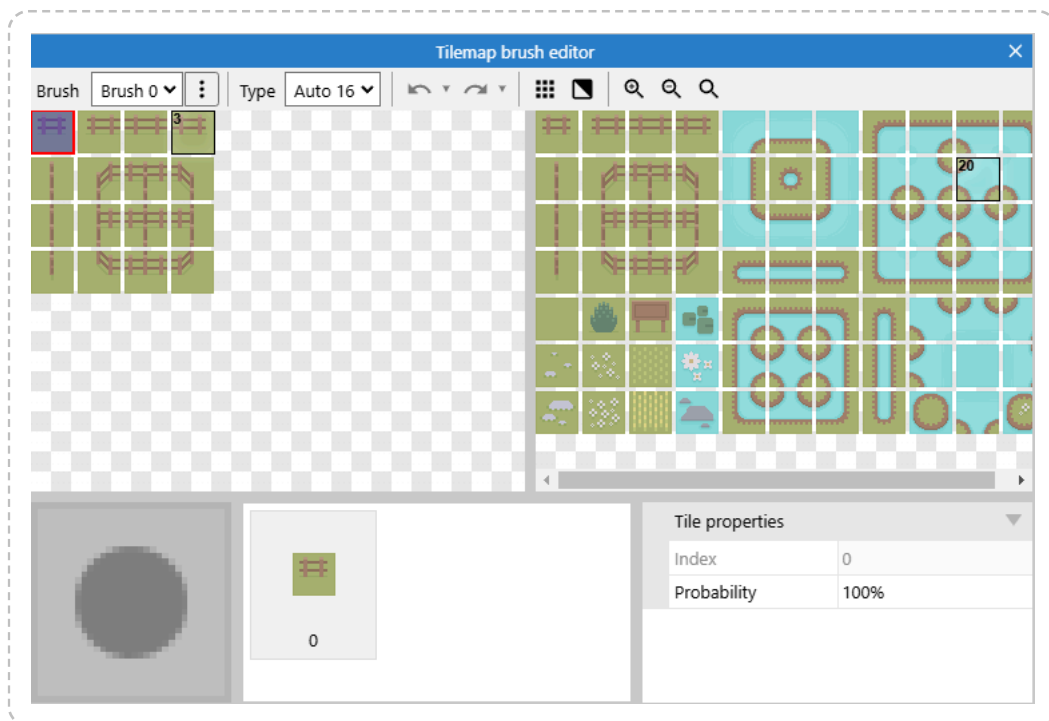 Tilemap brush editor
Brush Brush 0 Type Auto 16
3
20
Tile properties
Index 0
Probability 100%
0